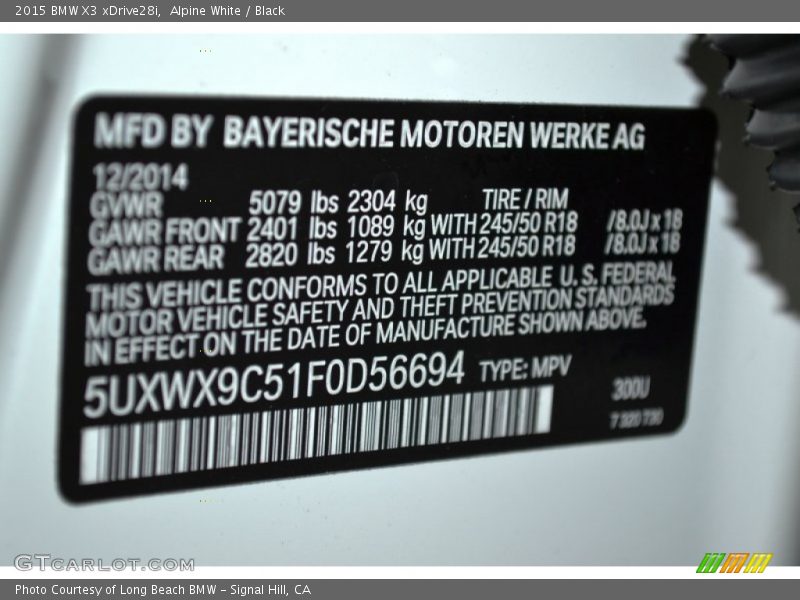 2015 BMW X3 xDrive28i, Alpine White / Black
MFD BY BAYERISCHE MOTOREN WERKE AG
12/2014
GVWR 5079 lbs 2304 kg TIRE / RIM
GAWR FRONT 2401 lbs 1089 kg WITH 245/50 R18 /8.0J x 18
GAWR REAR 2820 lbs 1279 kg WITH 245/50 R18 /8.0J x 18
THIS VEHICLE CONFORMS TO ALL APPLICABLE U. S. FEDERAL
MOTOR VEHICLE SAFETY AND THEFT PREVENTION STANDARDS
IN EFFECT ON THE DATE OF MANUFACTURE SHOWN ABOVE.
5UXWX9C51F0D56694 TYPE: MPV
300U
7 320 730
GTCARLOT.COM
Photo Courtesy of Long Beach BMW - Signal Hill, CA